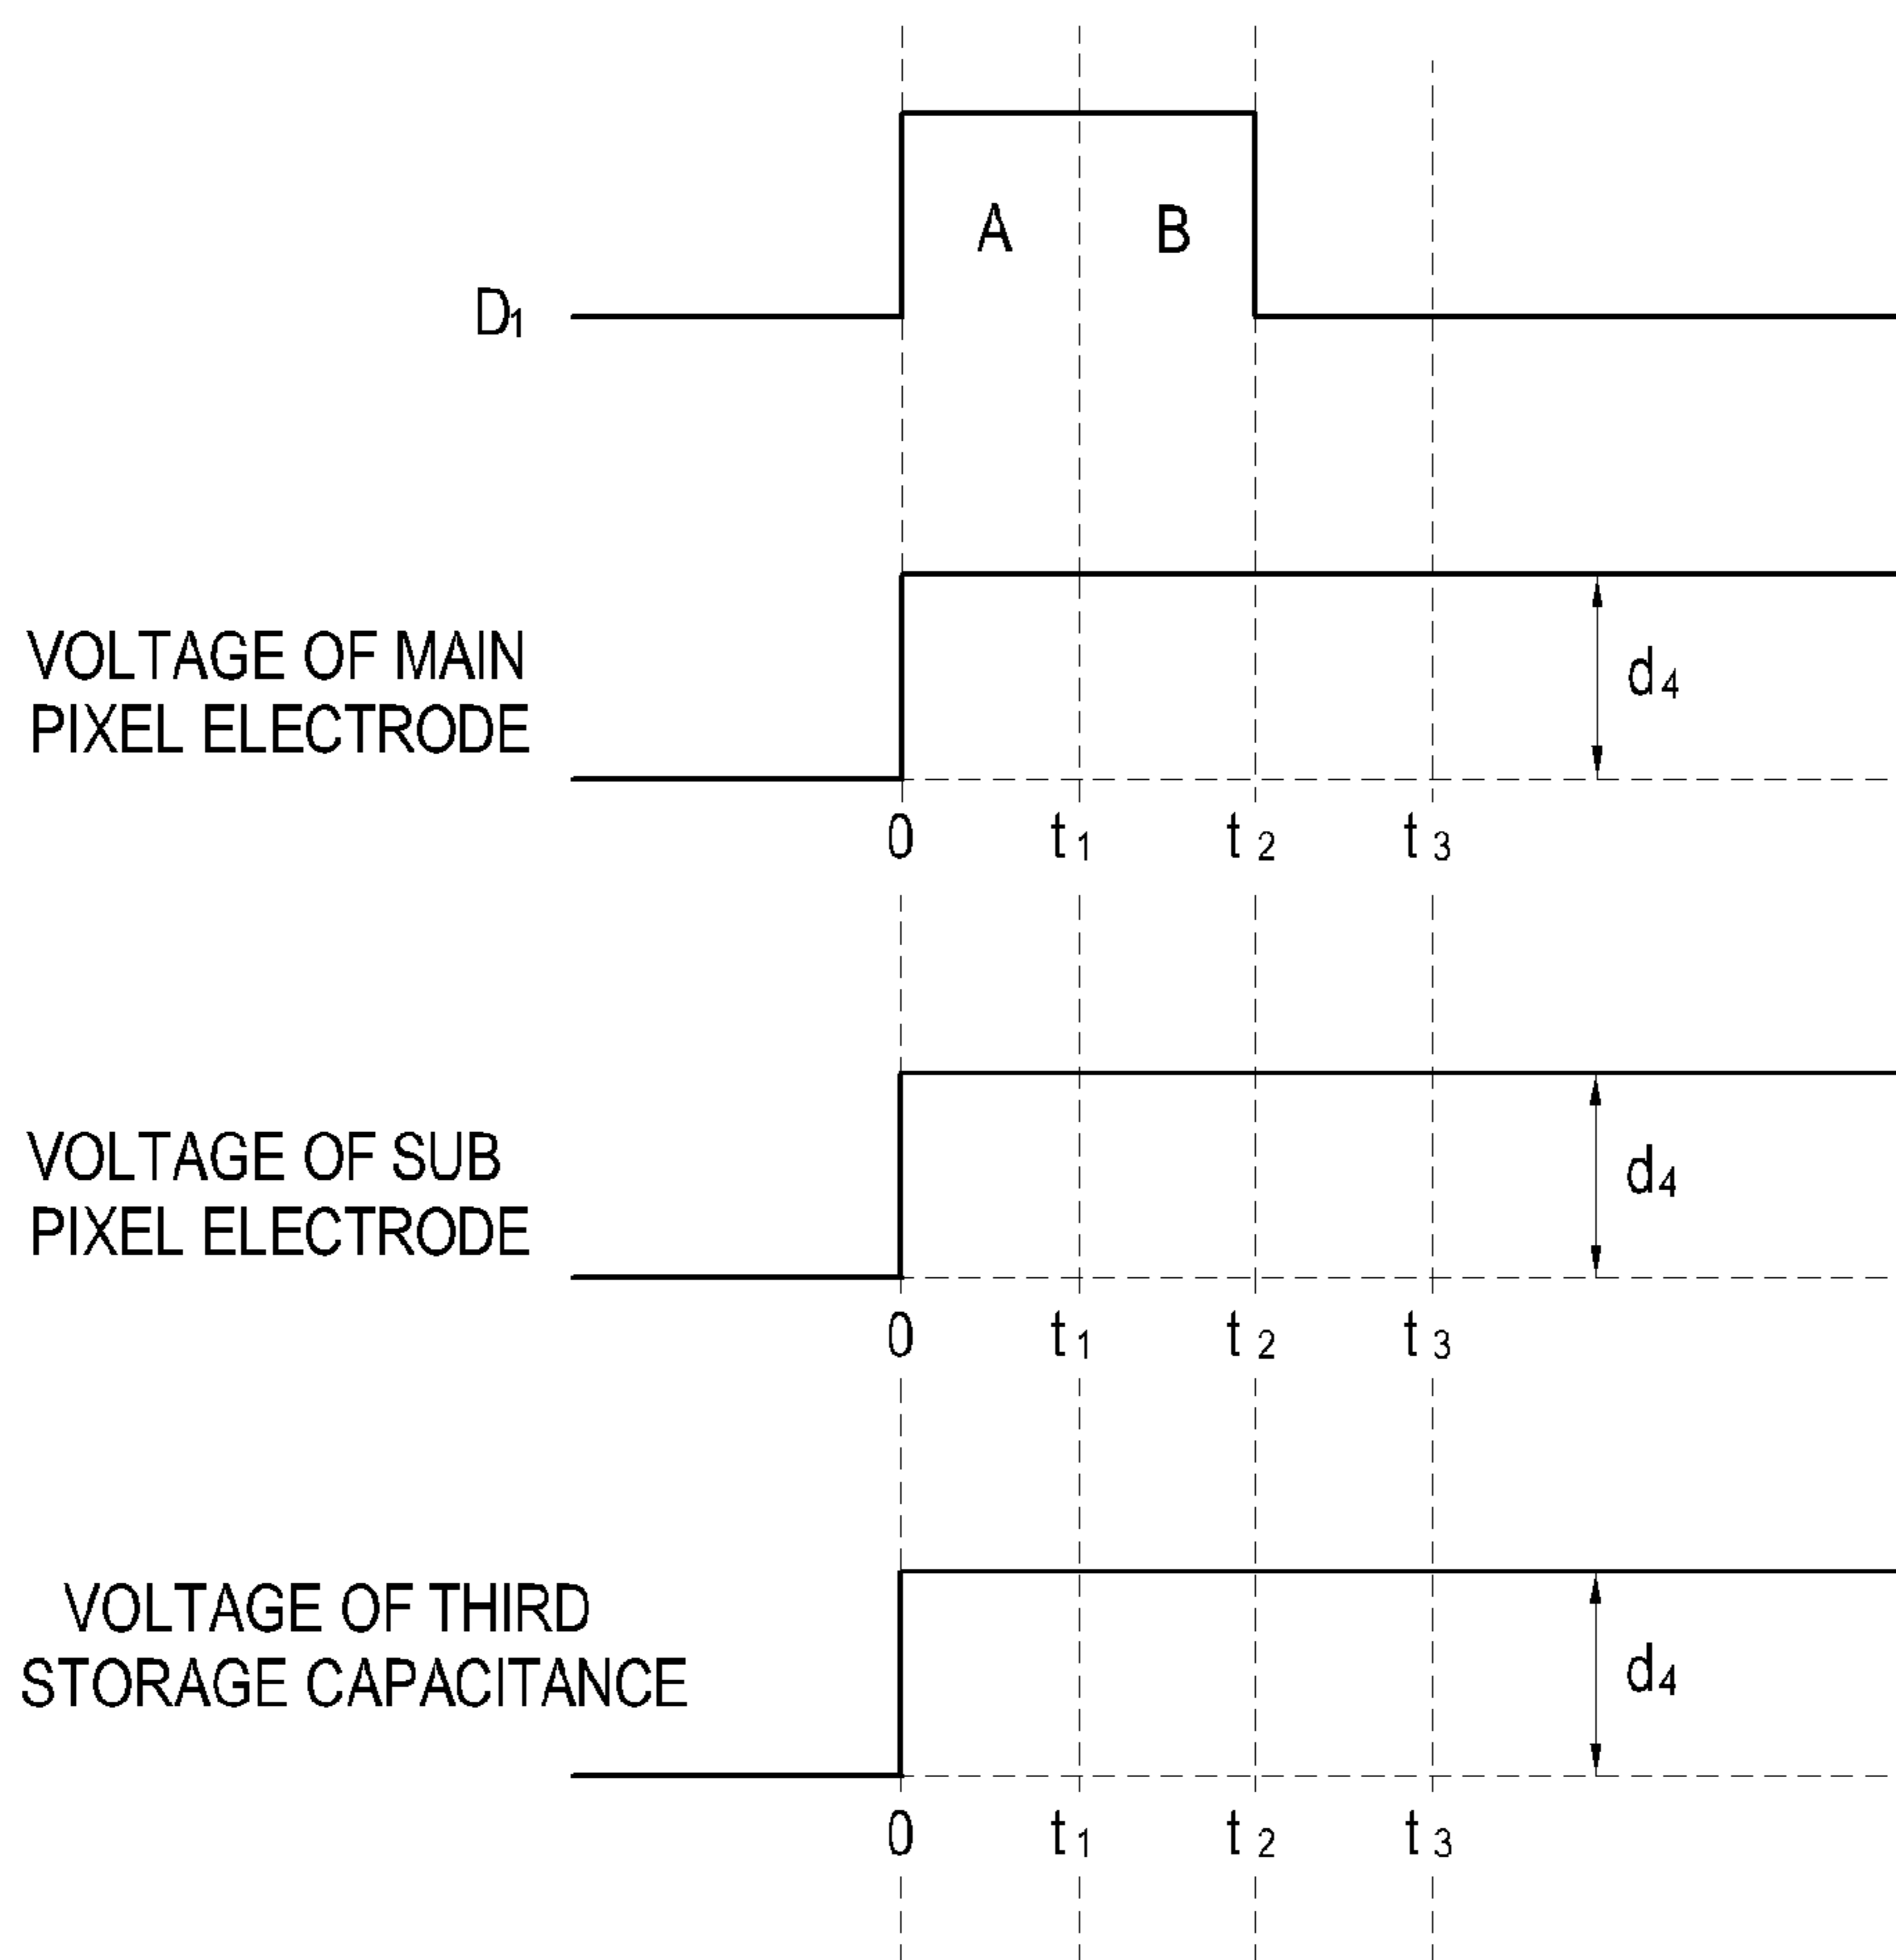 A B
D1
VOLTAGE OF MAIN
PIXEL ELECTRODE
d4
0 t1 t2 t3
VOLTAGE OF SUB
PIXEL ELECTRODE
d4
0 t1 t2 t3
VOLTAGE OF THIRD
STORAGE CAPACITANCE
d4
0 t1 t2 t3